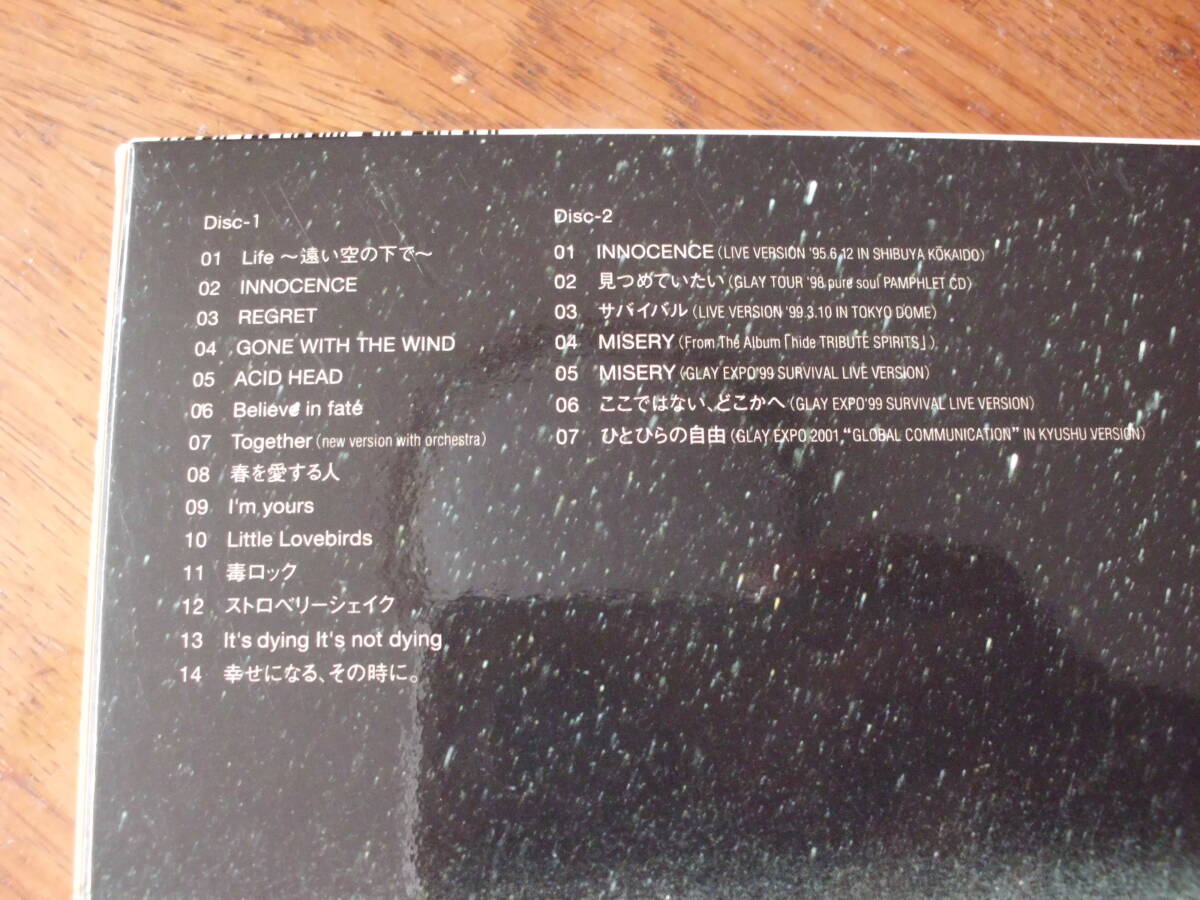 Disc-1
01 Life ～遠い空の下で～
02 INNOCENCE
03 REGRET
04 GONE WITH THE WIND
05 ACID HEAD
06 Believe in fate
07 Together (new version with orchestra)
08 春を愛する人
09 I'm yours
10 Little Lovebirds
11 毒ロック
12 ストロベリーシェイク
13 It's dying It's not dying
14 幸せになる、その時に。
Disc-2
01 INNOCENCE (LIVE VERSION '95.6.12 IN SHIBUYA KŌKAIDO)
02 見つめていたい (GLAY TOUR '98 pure soul PAMPHLET CD)
03 サバイバル (LIVE VERSION '99.3.10 IN TOKYO DOME)
04 MISERY (From The Album「hide TRIBUTE SPIRITS」)
05 MISERY (GLAY EXPO'99 SURVIVAL LIVE VERSION)
06 ここではない、どこかへ (GLAY EXPO'99 SURVIVAL LIVE VERSION)
07 ひとひらの自由 (GLAY EXPO 2001 "GLOBAL COMMUNICATION" IN KYUSHU VERSION)